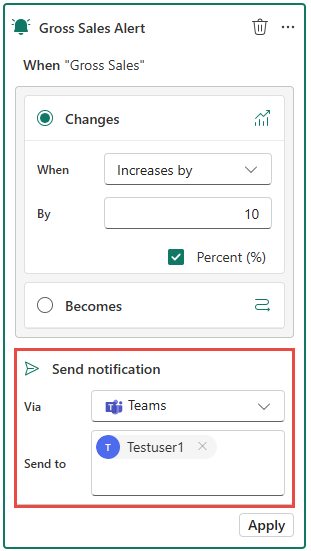 Gross Sales Alert
When "Gross Sales"
Changes
When Increases by
By 10
Percent (%)
Becomes
Send notification
Via Teams
T Testuser1
Send to
Apply